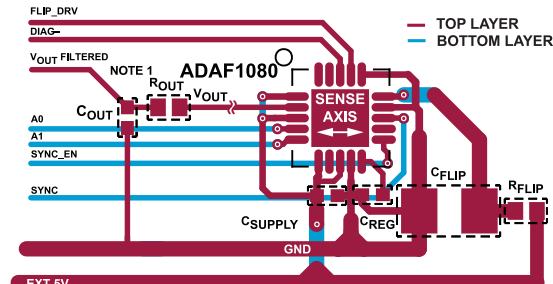 FLIP_DRV
TOP LAYER
DIAG–
BOTTOM LAYER
VOUT FILTERED
NOTE 1
ADAF1080
ROUT
VOUT
COUT
SENSE
AXIS
A0
A1
SYNC_EN
SYNC
CFLIP
RFLIP
CSUPPLY
CREG
GND
EXT 5V